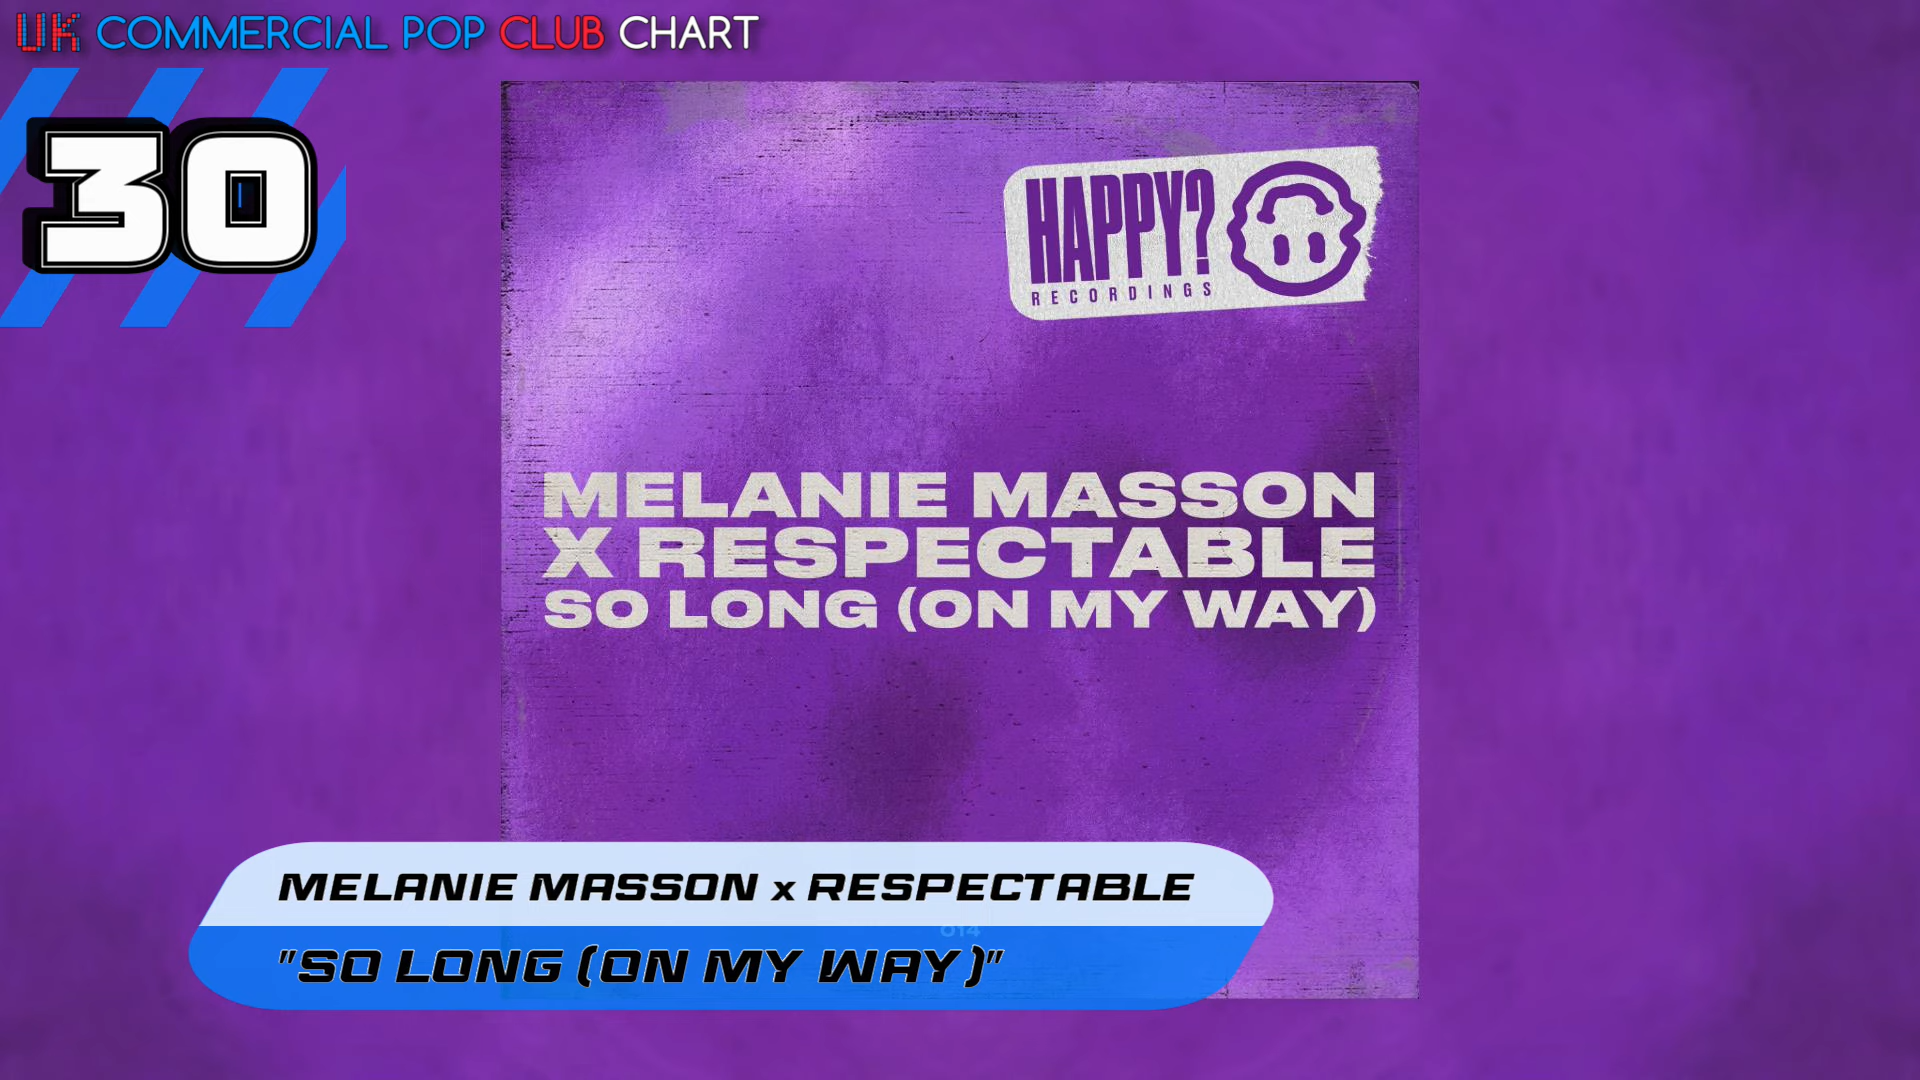 UK COMMERCIAL POP CLUB CHART
30
HAPPY?
RECORDINGS
MELANIE MASSON
X RESPECTABLE
SO LONG (ON MY WAY)
MELANIE MASSON x RESPECTABLE
014
"SO LONG (ON MY WAY)"